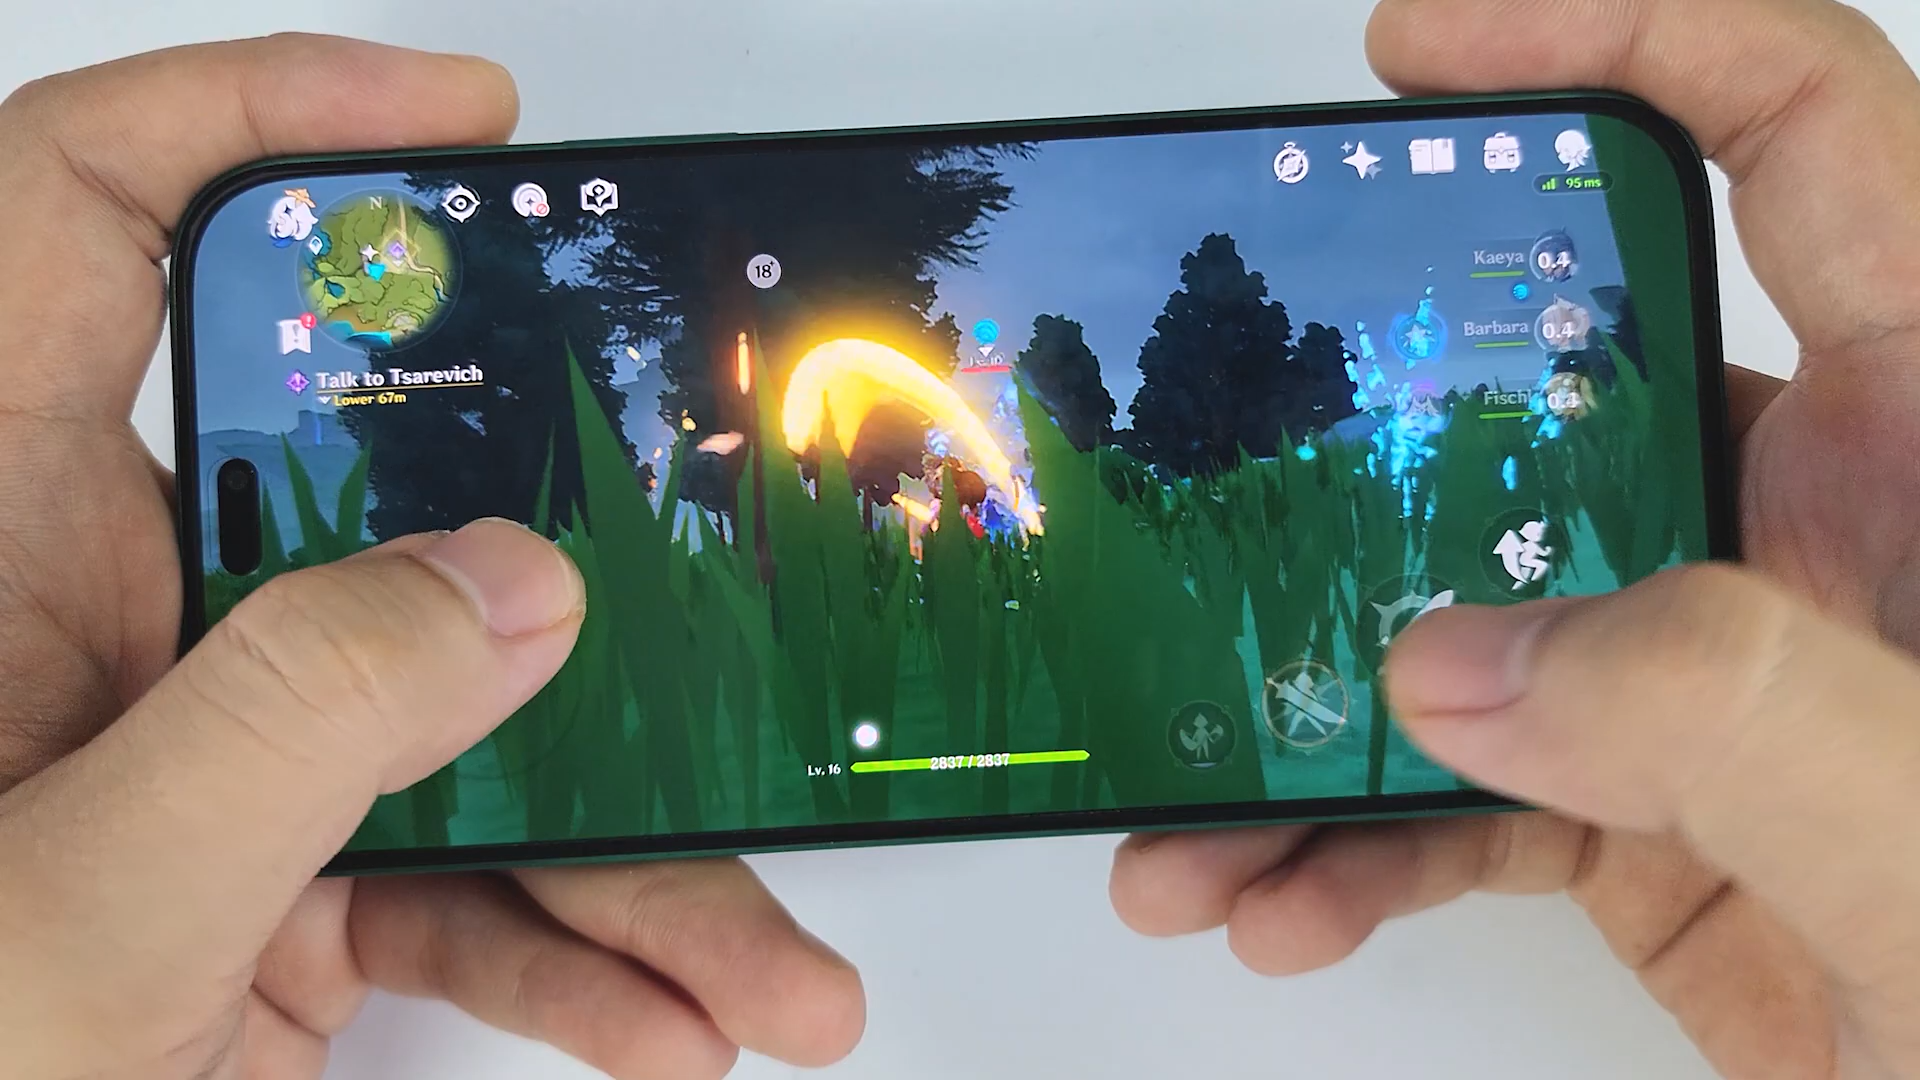 N
18+
95 ms
Kaeya 0.4
Barbara 0.4
Fischl 0.4
Talk to Tsarevich
Lower 67m
Lv. 16
2837 / 2837